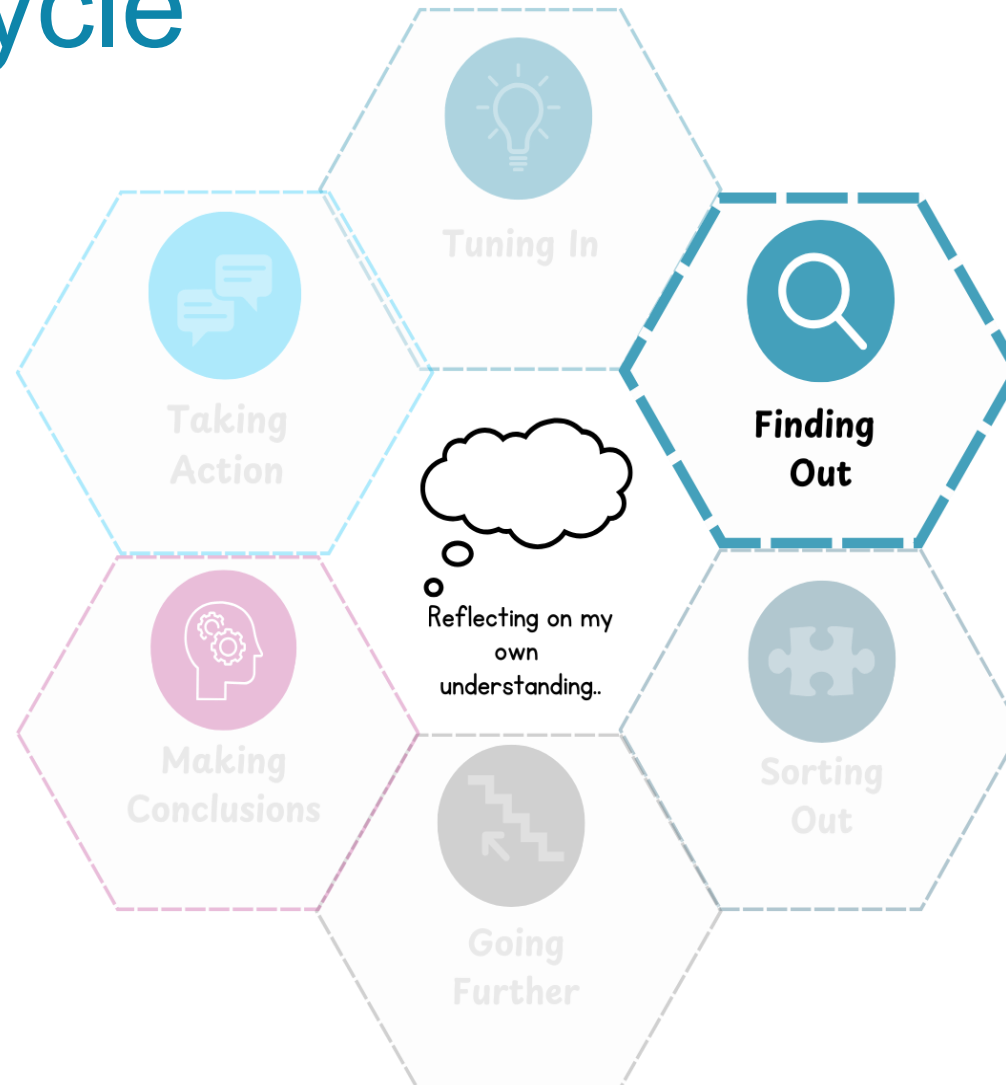 ycle
Tuning In
Finding
Out
Sorting
Out
Going
Further
Making
Conclusions
Taking
Action
Reflecting on my
own
understanding..